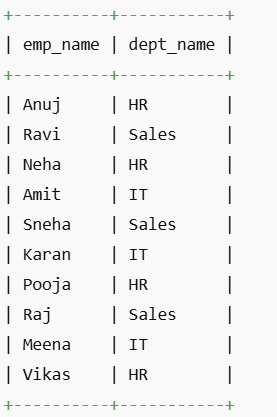 +----------+-----------+
| emp_name | dept_name |
+----------+-----------+
| Anuj     | HR        |
| Ravi     | Sales     |
| Neha     | HR        |
| Amit     | IT        |
| Sneha    | Sales     |
| Karan    | IT        |
| Pooja    | HR        |
| Raj      | Sales     |
| Meena    | IT        |
| Vikas    | HR        |
+----------+-----------+